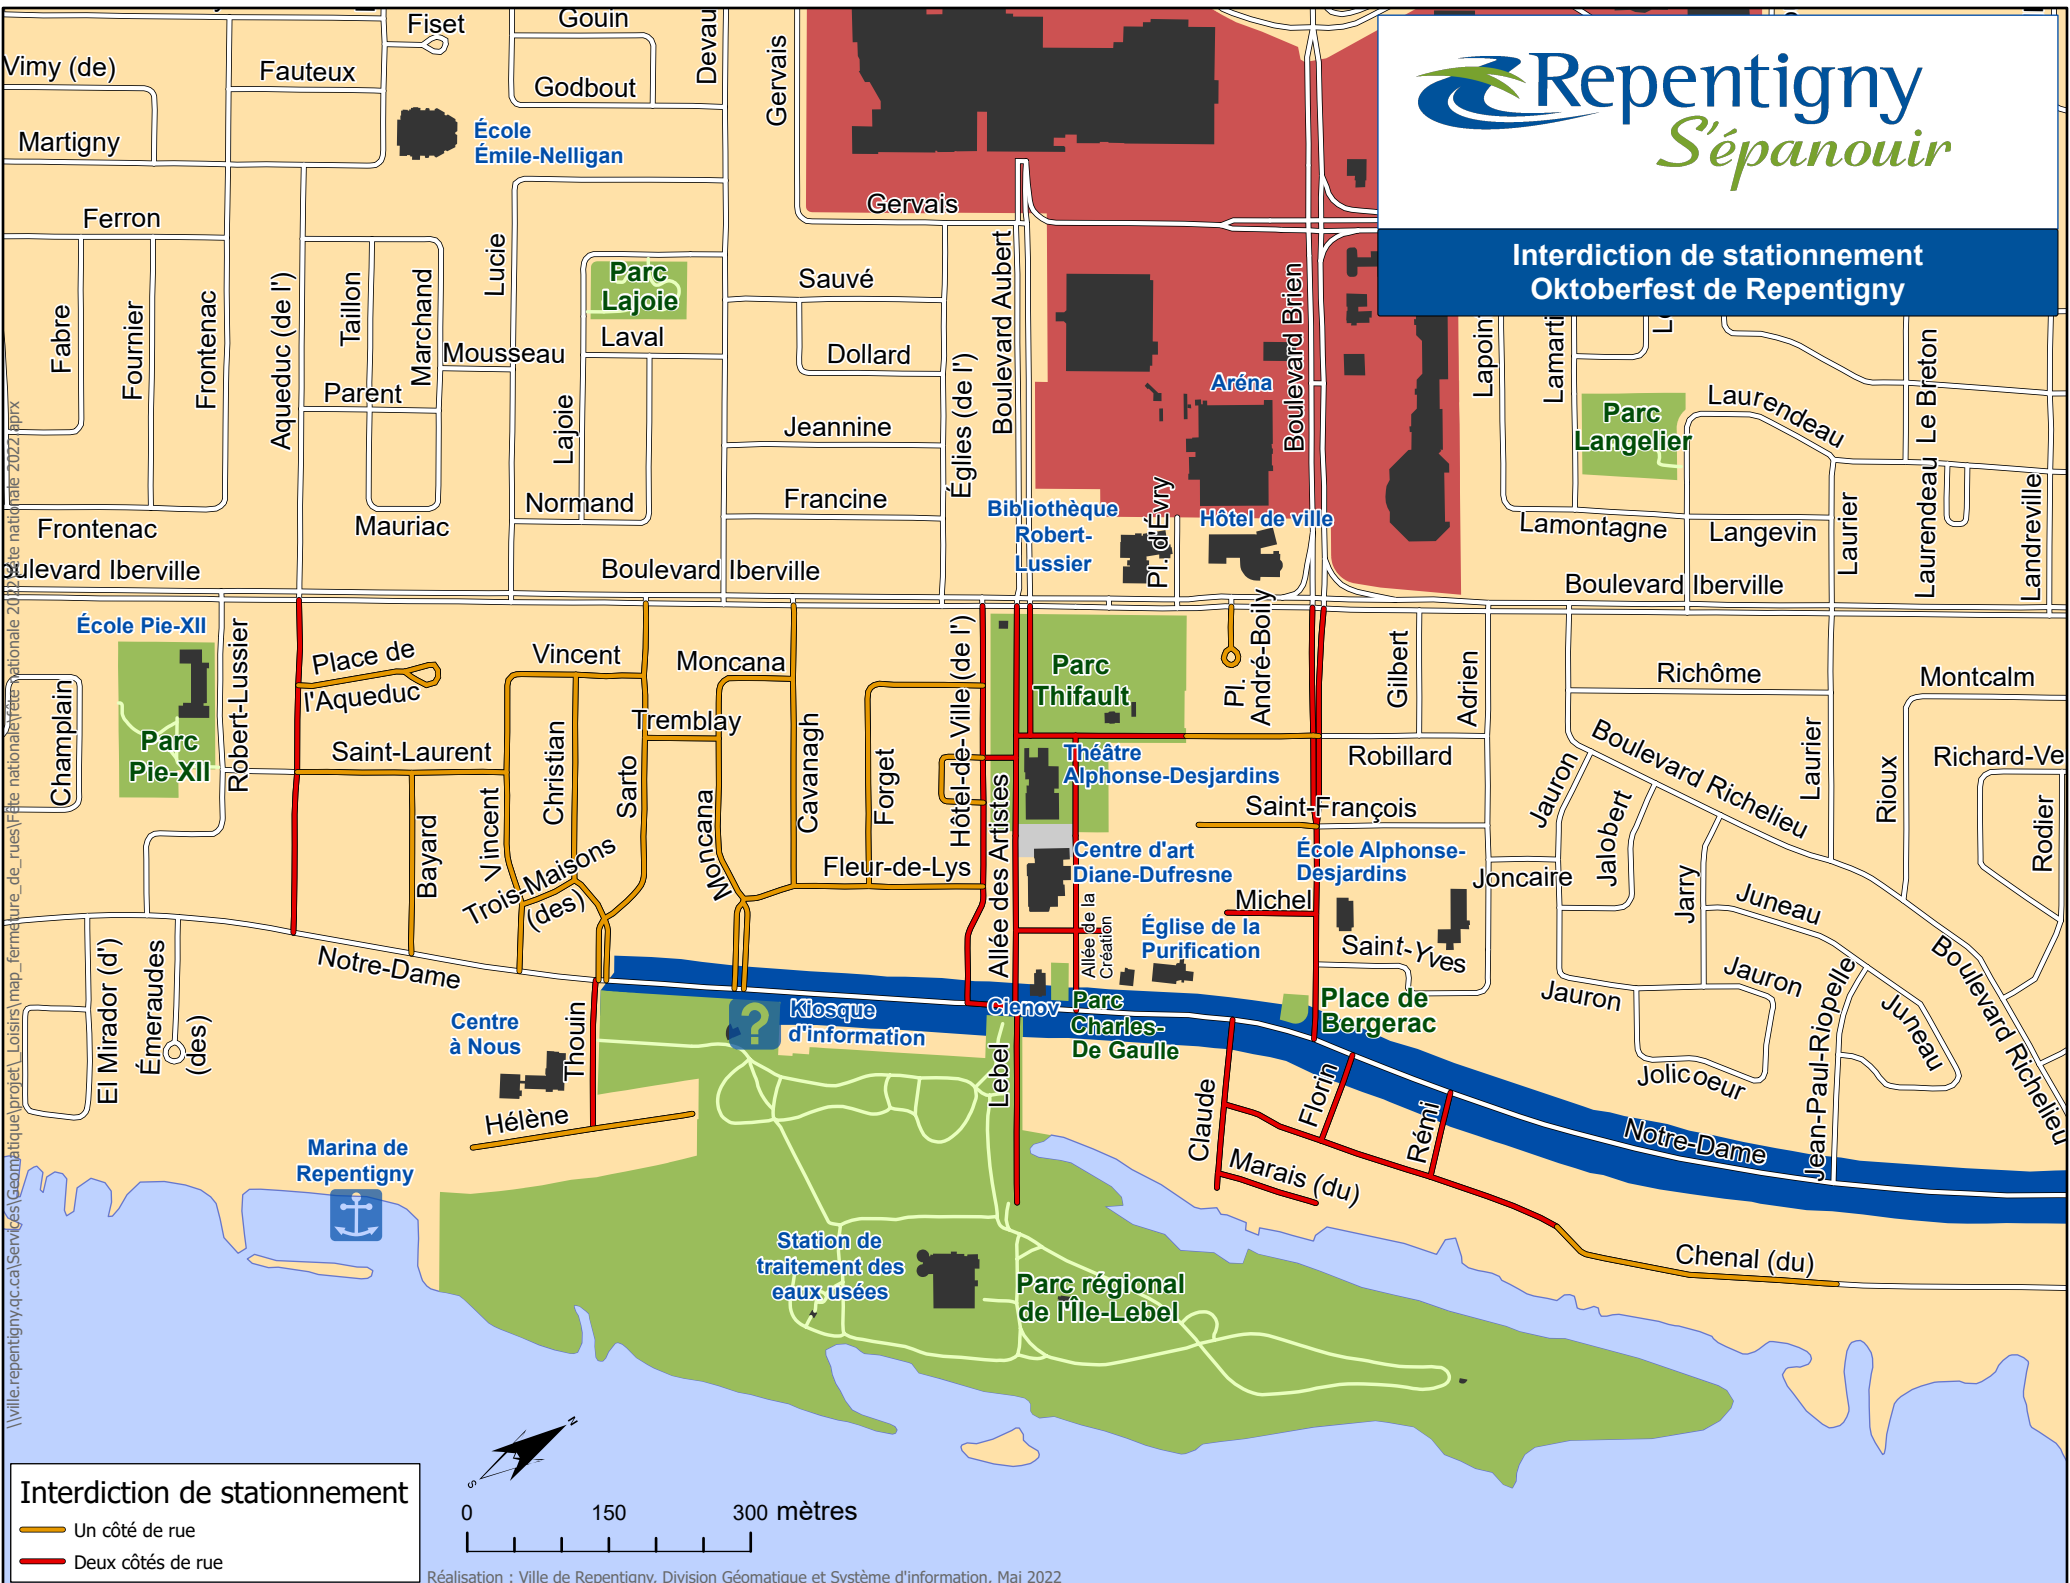 Repentigny
S'épanouir
Interdiction de stationnement
Oktoberfest de Repentigny
Fiset
Gouin
Devau
Gervais
Vimy (de)
Fauteux
Godbout
Martigny
École
Émile-Nelligan
Ferron
Gervais
Fabre
Fournier
Frontenac
Aqueduc (de l')
Taillon
Marchand
Lucie
Parc
Lajoie
Laval
Mousseau
Parent
Lajoie
Sauvé
Dollard
Jeannine
Francine
Églies (de l')
Boulevard Aubert
Boulevard Brien
Aréna
Lapoin
Lamarti
Parc
Langelier
Laurendeau
Le Breton
Laurendeau
Landreville
Laurier
Frontenac
Mauriac
Normand
Bibliothèque
Robert-
Lussier
Pl. d'Évry
Hôtel de ville
Lamontagne
Langevin
ulevard Iberville
Boulevard Iberville
Boulevard Iberville
École Pie-XII
Robert-Lussier
Champlain
Parc
Pie-XII
Place de
l'Aqueduc
Vincent
Moncana
Tremblay
Saint-Laurent
Christian
Sarto
Cavanagh
Forget
Hôtel-de-Ville (de l')
Parc
Thifault
Pl.
André-Boily
Gilbert
Adrien
Richôme
Montcalm
Robillard
Boulevard Richelieu
Laurier
Rioux
Richard-Ve
Rodier
Théâtre
Alphonse-Desjardins
Saint-François
Jauron
Jalobert
Bayard
Vincent
Trois-Maisons
(des)
Moncana
Fleur-de-Lys
Allée des Artistes
Centre d'art
Diane-Dufresne
École Alphonse-
Desjardins
Joncaire
Jarry
Juneau
Michel
Allée de la
Création
Église de la
Purification
Saint-Yves
Jauron
Jauron
Juneau
Boulevard Richelieu
El Mirador (d')
Émeraudes
(des)
Notre-Dame
Centre
à Nous
Thouin
Kiosque
d'information
?
Cienov
Parc
Charles-
De Gaulle
Place de
Bergerac
Lebel
Claude
Florin
Rémi
Jolicoeur
Jean-Paul-Riopelle
Notre-Dame
Hélène
Marina de
Repentigny
Marais (du)
Chenal (du)
Station de
traitement des
eaux usées
Parc régional
de l'Île-Lebel
N
S
0 150 300 mètres
Interdiction de stationnement
Un côté de rue
Deux côtés de rue
Réalisation : Ville de Repentigny, Division Géomatique et Système d'information, Mai 2022